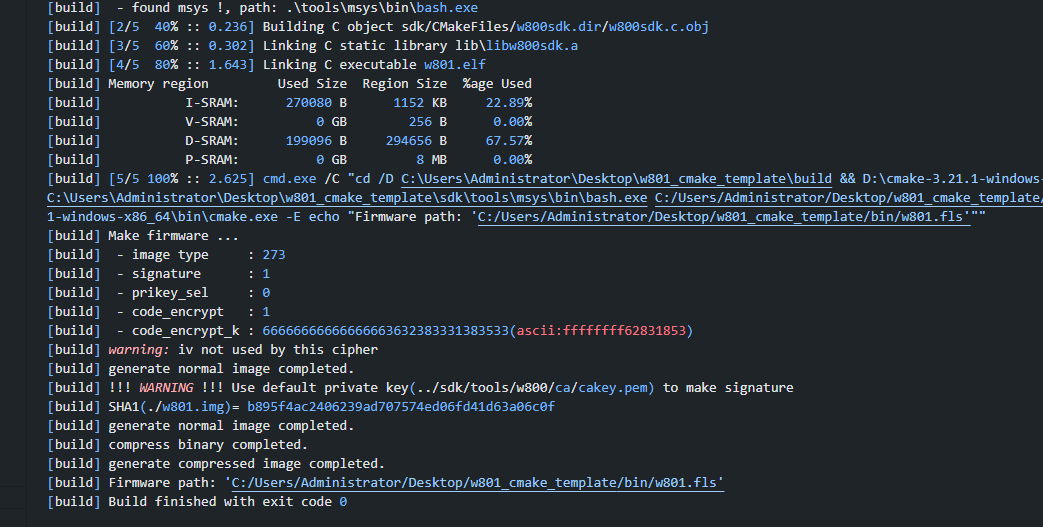 [build]  - found msys !, path: .\tools\msys\bin\bash.exe
[build] [2/5  40% :: 0.236] Building C object sdk/CMakeFiles/w800sdk.dir/w800sdk.c.obj
[build] [3/5  60% :: 0.302] Linking C static library lib\libw800sdk.a
[build] [4/5  80% :: 1.643] Linking C executable w801.elf
[build] Memory region         Used Size  Region Size  %age Used
[build]           I-SRAM:      270080 B      1152 KB     22.89%
[build]           V-SRAM:          0 GB        256 B      0.00%
[build]           D-SRAM:      199096 B     294656 B     67.57%
[build]           P-SRAM:          0 GB         8 MB      0.00%
[build] [5/5 100% :: 2.625] cmd.exe /C "cd /D C:\Users\Administrator\Desktop\w801_cmake_template\build && D:\cmake-3.21.1-windows-
C:\Users\Administrator\Desktop\w801_cmake_template\sdk\tools\msys\bin\bash.exe C:/Users/Administrator/Desktop/w801_cmake_template/
1-windows-x86_64\bin\cmake.exe -E echo "Firmware path: 'C:/Users/Administrator/Desktop/w801_cmake_template/bin/w801.fls'""
[build] Make firmware ...
[build]  - image type     : 273
[build]  - signature      : 1
[build]  - prikey_sel     : 0
[build]  - code_encrypt   : 1
[build]  - code_encrypt_k : 66666666666666663632383331383533(ascii:ffffffff62831853)
[build] warning: iv not used by this cipher
[build] generate normal image completed.
[build] !!! WARNING !!! Use default private key(../sdk/tools/w800/ca/cakey.pem) to make signature
[build] SHA1(./w801.img)= b895f4ac2406239ad707574ed06fd41d63a06c0f
[build] generate normal image completed.
[build] compress binary completed.
[build] generate compressed image completed.
[build] Firmware path: 'C:/Users/Administrator/Desktop/w801_cmake_template/bin/w801.fls'
[build] Build finished with exit code 0